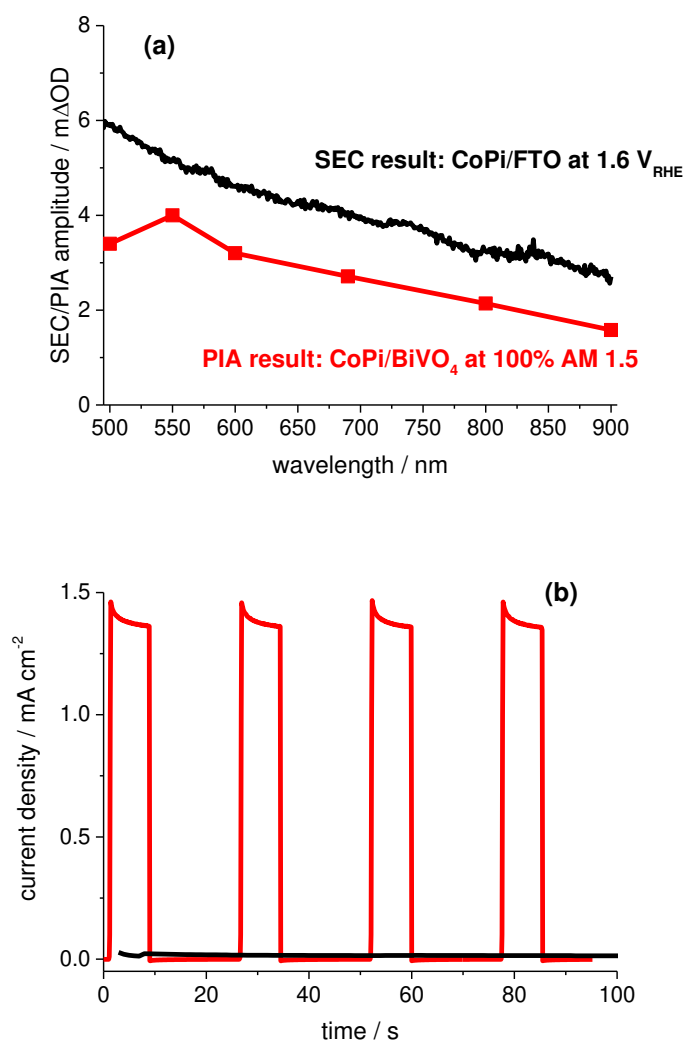 (a)
SEC/PIA amplitude / mΔOD
8
6
4
2
0
SEC result: CoPi/FTO at 1.6 V_RHE
PIA result: CoPi/BiVO₄ at 100% AM 1.5
500 550 600 650 700 750 800 850 900
wavelength / nm
(b)
current density / mA cm⁻²
1.5
1.0
0.5
0.0
0 20 40 60 80 100
time / s